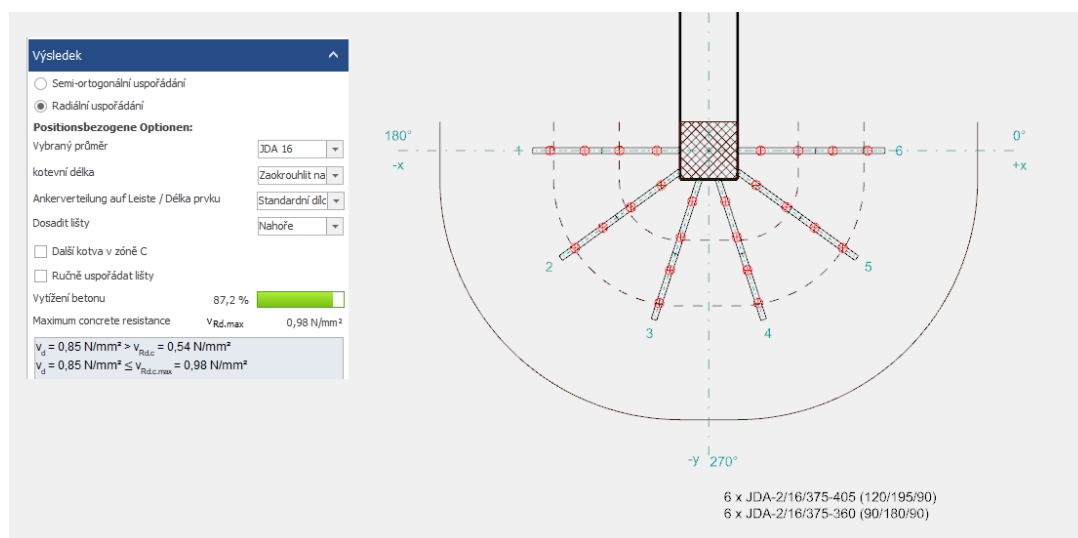 Výsledek
Semi-ortogonální uspořádání
Radiální uspořádání
Positionsbezogene Optionen:
Vybraný průměr JDA 16
kotevní délka Zaokrouhlit na
Ankerverteilung auf Leiste / Délka prvku Standardní dílc
Dosadit lišty Nahoře
Další kotva v zóně C
Ručně uspořádat lišty
Vytížení betonu 87,2 %
Maximum concrete resistance vRd.max 0,98 N/mm²
vd = 0,85 N/mm² > vRd.c = 0,54 N/mm²
vd = 0,85 N/mm² ≤ vRd.c.max = 0,98 N/mm²
180°
-x
0°
+x
1
6
2
5
3
4
-y 270°
6 x JDA-2/16/375-405 (120/195/90)
6 x JDA-2/16/375-360 (90/180/90)